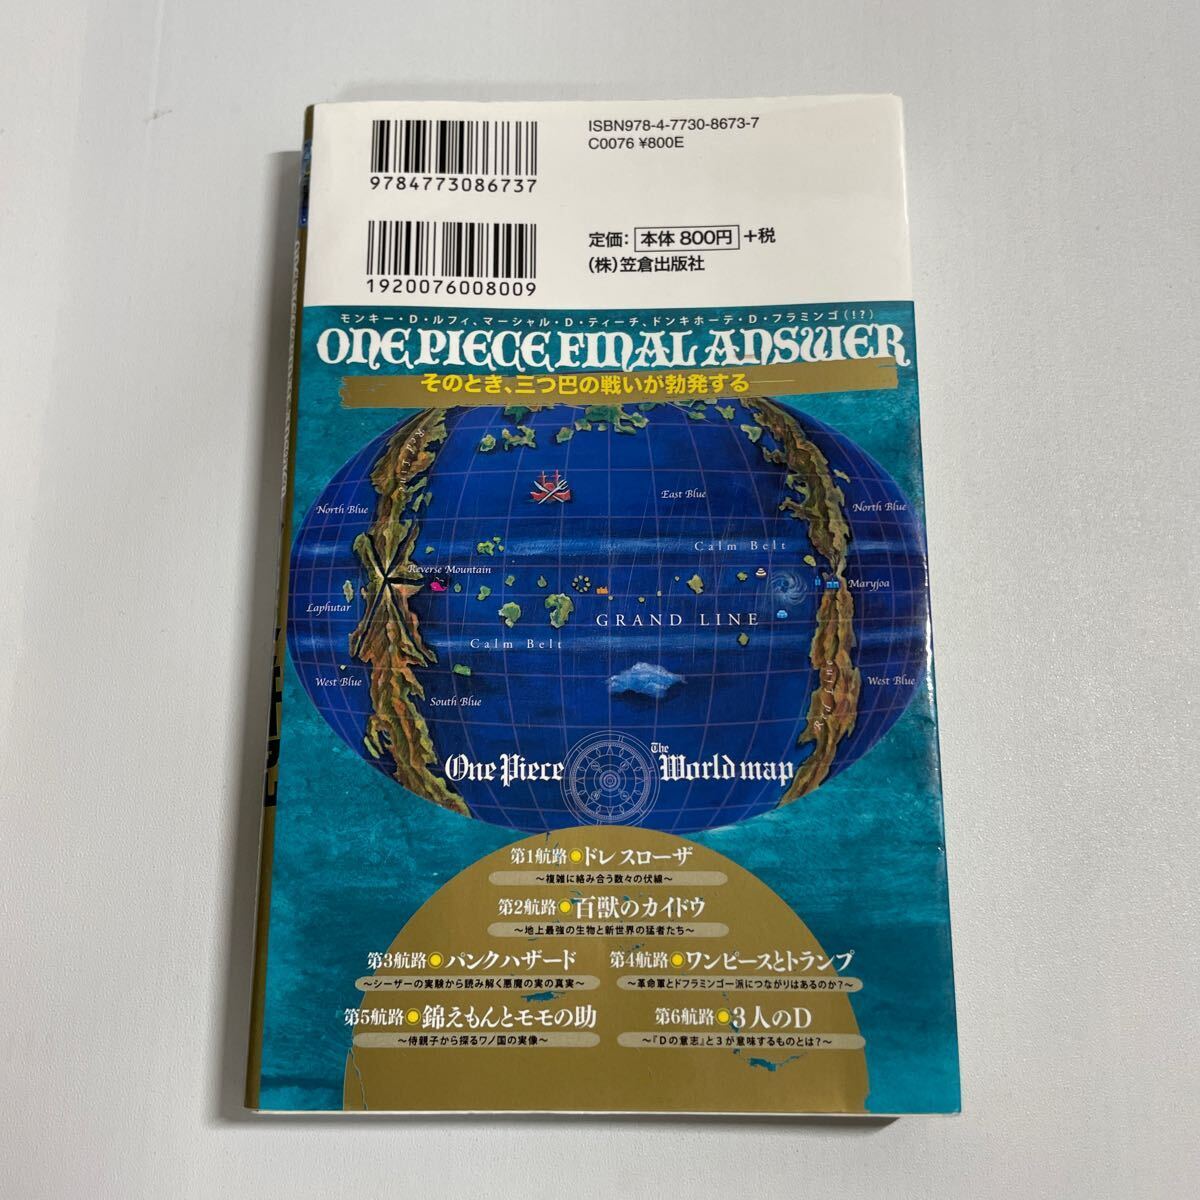 ISBN978-4-7730-8673-7
C0076 ¥800E
9784773086737
定価: 本体 800円 +税
(株)笠倉出版社
1920076008009
モンキー・D・ルフィ、マーシャル・D・ティーチ、ドンキホーテ・D・フラミンゴ(!?)
ONE PIECE FINAL ANSWER
そのとき、三つ巴の戦いが勃発する
Red Line
East Blue
North Blue
North Blue
Calm Belt
Reverse Mountain
Maryjoa
Laphutar
GRAND LINE
Calm Belt
West Blue
West Blue
South Blue
Red Line
One Piece The World map
第1航路 ドレスローザ
～複雑に絡み合う数々の伏線～
第2航路 百獣のカイドウ
～地上最強の生物と新世界の猛者たち～
第3航路 パンクハザード
～シーザーの実験から読み解く悪魔の実の真実～
第4航路 ワンピースとトランプ
～革命軍とドフラミンゴ一派につながりはあるのか?～
第5航路 錦えもんとモモの助
～侍親子から探るワノ国の実像～
第6航路 3人のD
～『Dの意志』と3が意味するものとは?～